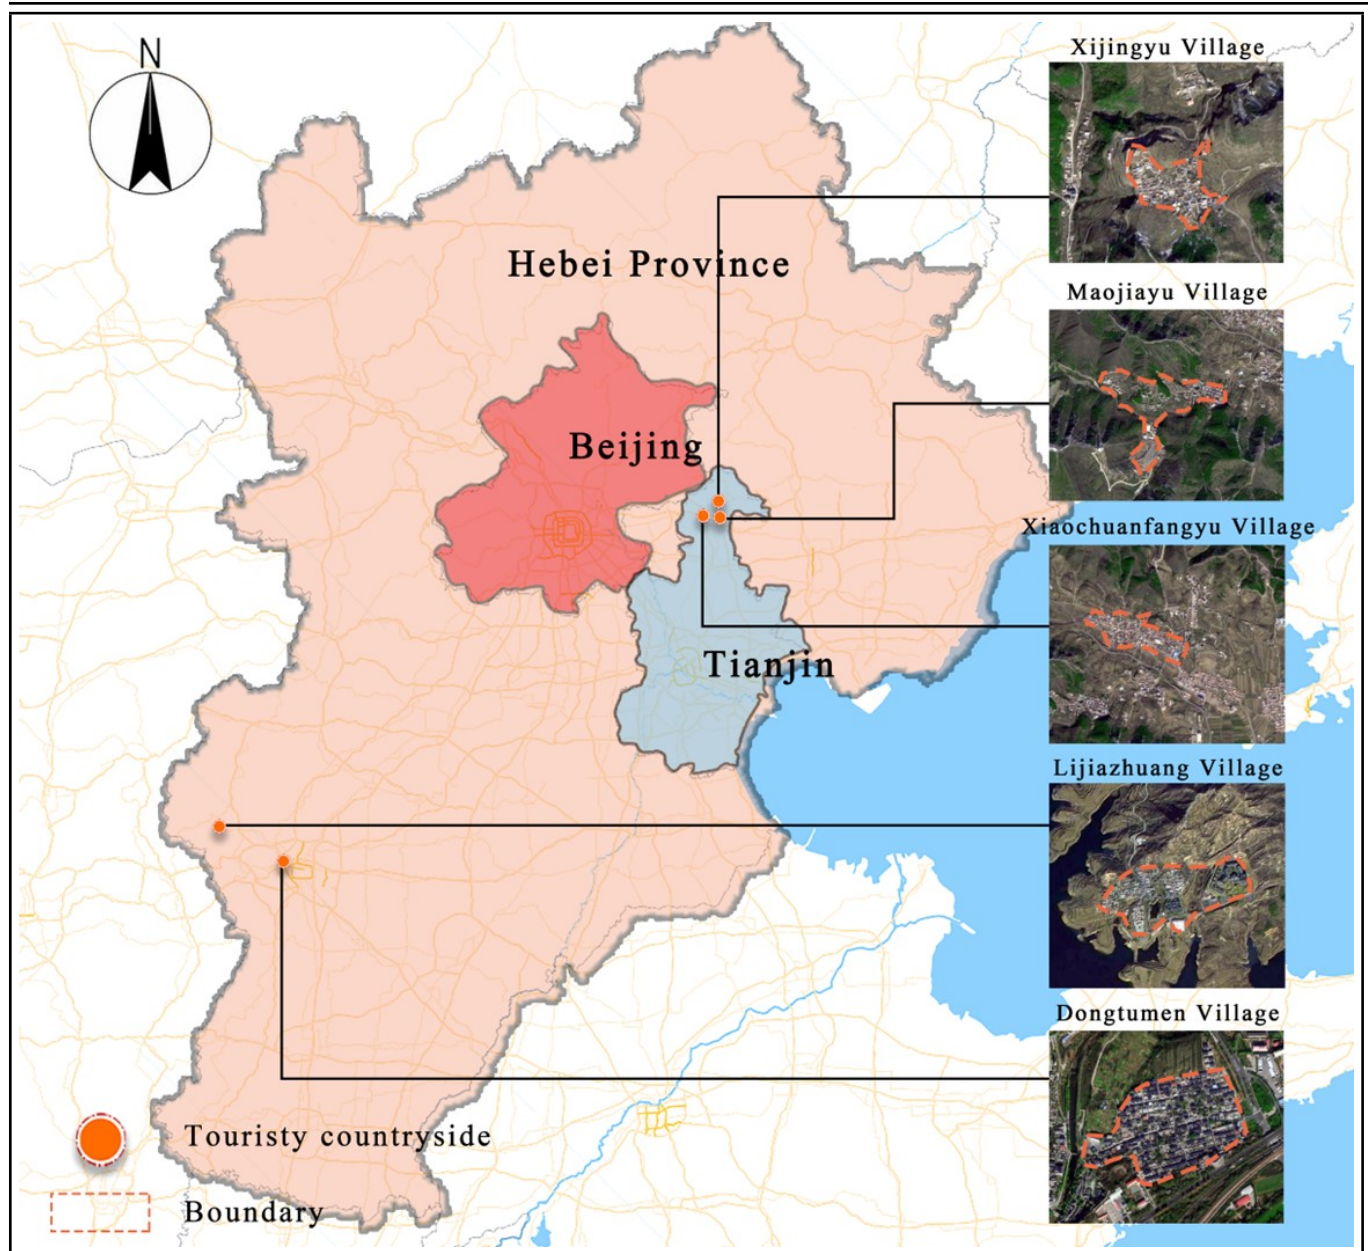 N
Xijingyu Village
Hebei Province
Maojiayu Village
Beijing
Xiaochuanfangyu Village
Tianjin
Lijiazhuang Village
Dongtumen Village
Touristy countryside
Boundary